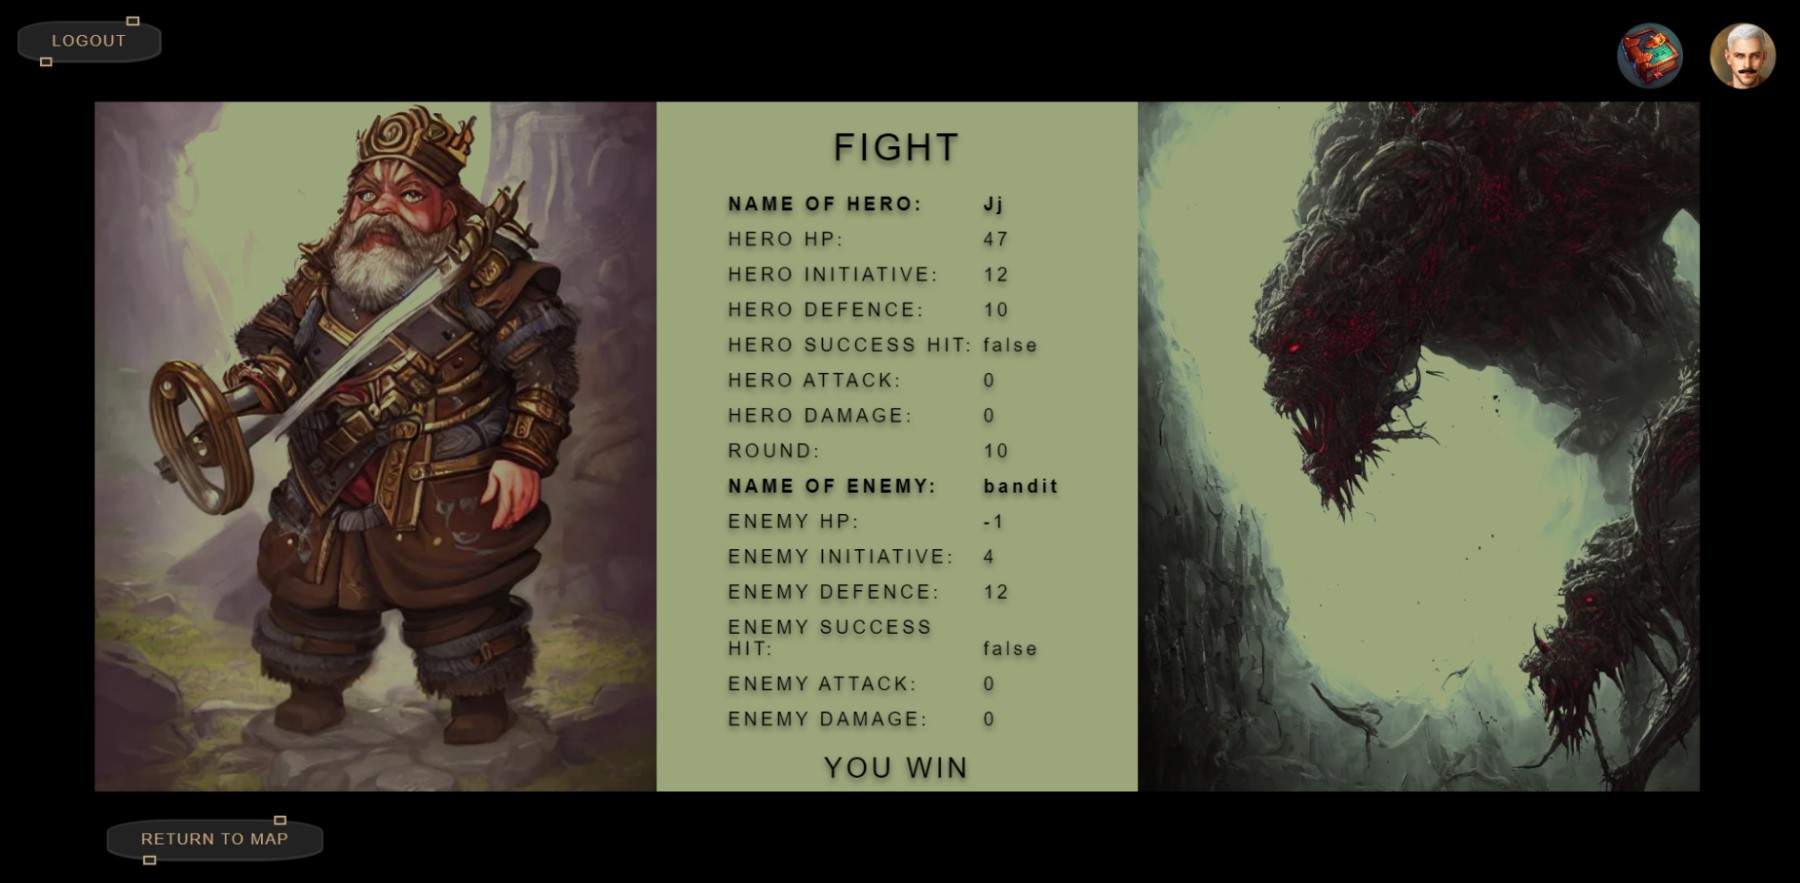 LOGOUT
FIGHT
NAME OF HERO: Jj
HERO HP: 47
HERO INITIATIVE: 12
HERO DEFENCE: 10
HERO SUCCESS HIT: false
HERO ATTACK: 0
HERO DAMAGE: 0
ROUND: 10
NAME OF ENEMY: bandit
ENEMY HP: -1
ENEMY INITIATIVE: 4
ENEMY DEFENCE: 12
ENEMY SUCCESS
HIT: false
ENEMY ATTACK: 0
ENEMY DAMAGE: 0
YOU WIN
RETURN TO MAP